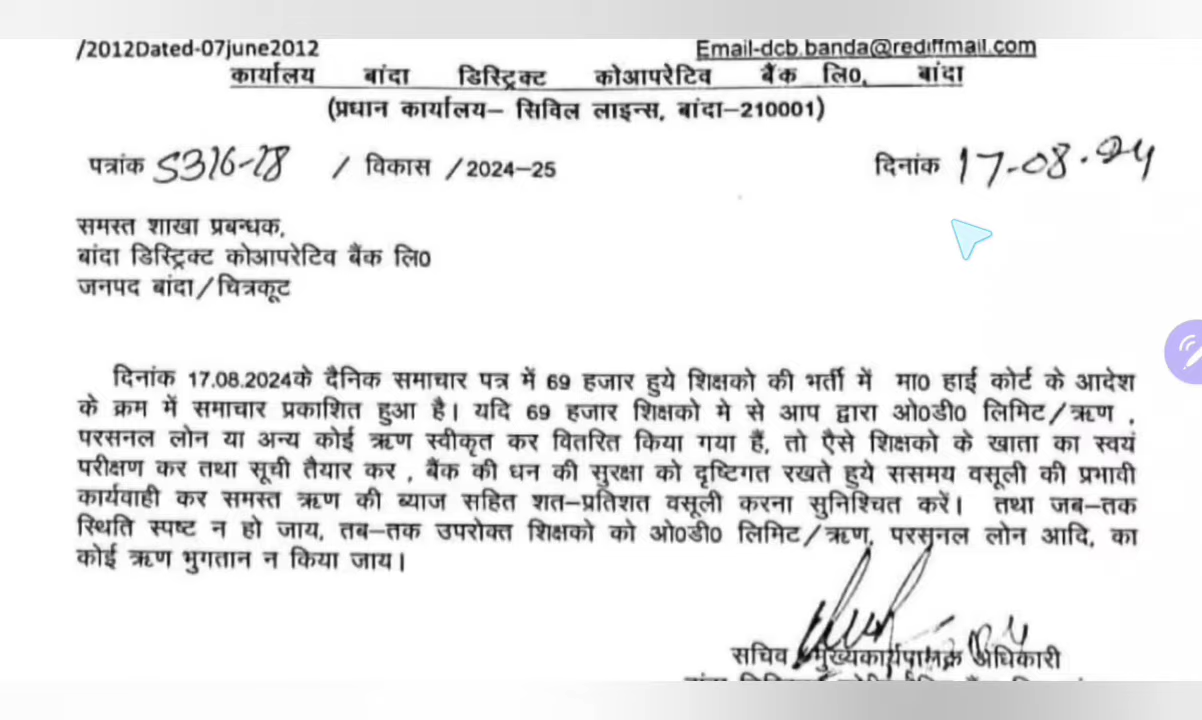 /2012Dated-07june2012 Email-dcb.banda@rediffmail.com
कार्यालय बांदा डिस्ट्रिक्ट कोआपरेटिव बैंक लि0, बांदा
(प्रधान कार्यालय– सिविल लाइन्स, बांदा–210001)
पत्रांक 5316-18 / विकास /2024–25 दिनांक 17-08-24
समस्त शाखा प्रबन्धक,
बांदा डिस्ट्रिक्ट कोआपरेटिव बैंक लि0
जनपद बांदा/चित्रकूट
दिनांक 17.08.2024के दैनिक समाचार पत्र में 69 हजार हुये शिक्षको की भर्ती में मा0 हाई कोर्ट के आदेश
के क्रम में समाचार प्रकाशित हुआ है। यदि 69 हजार शिक्षको मे से आप द्वारा ओ0डी0 लिमिट/ऋण ,
परसनल लोन या अन्य कोई ऋण स्वीकृत कर वितरित किया गया हैं, तो ऐसे शिक्षको के खाता का स्वयं
परीक्षण कर तथा सूची तैयार कर , बैंक की धन की सुरक्षा को दृष्टिगत रखते हुये ससमय वसूली की प्रभावी
कार्यवाही कर समस्त ऋण की ब्याज सहित शत–प्रतिशत वसूली करना सुनिश्चित करें। तथा जब–तक
स्थिति स्पष्ट न हो जाय, तब–तक उपरोक्त शिक्षको को ओ0डी0 लिमिट/ऋण, परसनल लोन आदि, का
कोई ऋण भुगतान न किया जाय।
सचिव /मुख्यकार्यपालक अधिकारी